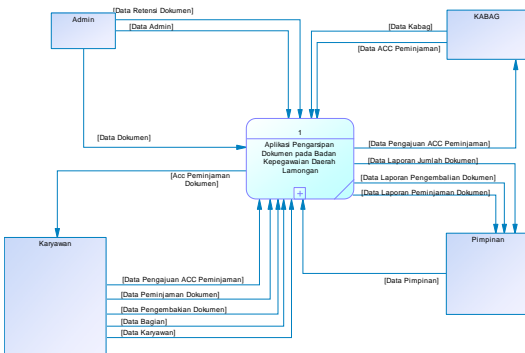 [Data Retensi Dokumen]
Admin
[Data Admin]
[Data Kabag]
KABAG
[Data ACC Peminjaman]
1
[Data Dokumen]
Aplikasi Pengarsipan
Dokumen pada Badan
Kepegawaian Daerah
Lamongan
[Data Pengajuan ACC Peminjaman]
[Data Laporan Jumlah Dokumen]
[Acc Peminjaman
Dokumen]
[Data Laporan Pengembalian Dokumen]
[Data Laporan Peminjaman Dokumen]
Karyawan
Pimpinan
[Data Pengajuan ACC Peminjaman]
[Data Pimpinan]
[Data Peminjaman Dokumen]
[Data Pengembakian Dokumen]
[Data Bagian]
[Data Karyawan]